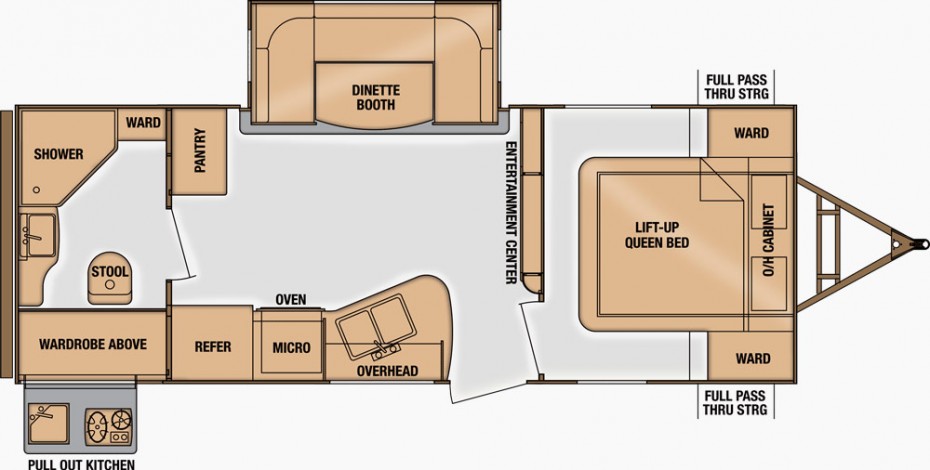 FULL PASS
THRU STRG
DINETTE
BOOTH
WARD
WARD
SHOWER
PANTRY
ENTERTAINMENT CENTER
LIFT-UP
QUEEN BED
O/H CABINET
STOOL
OVEN
WARDROBE ABOVE
REFER
MICRO
OVERHEAD
WARD
FULL PASS
THRU STRG
PULL OUT KITCHEN